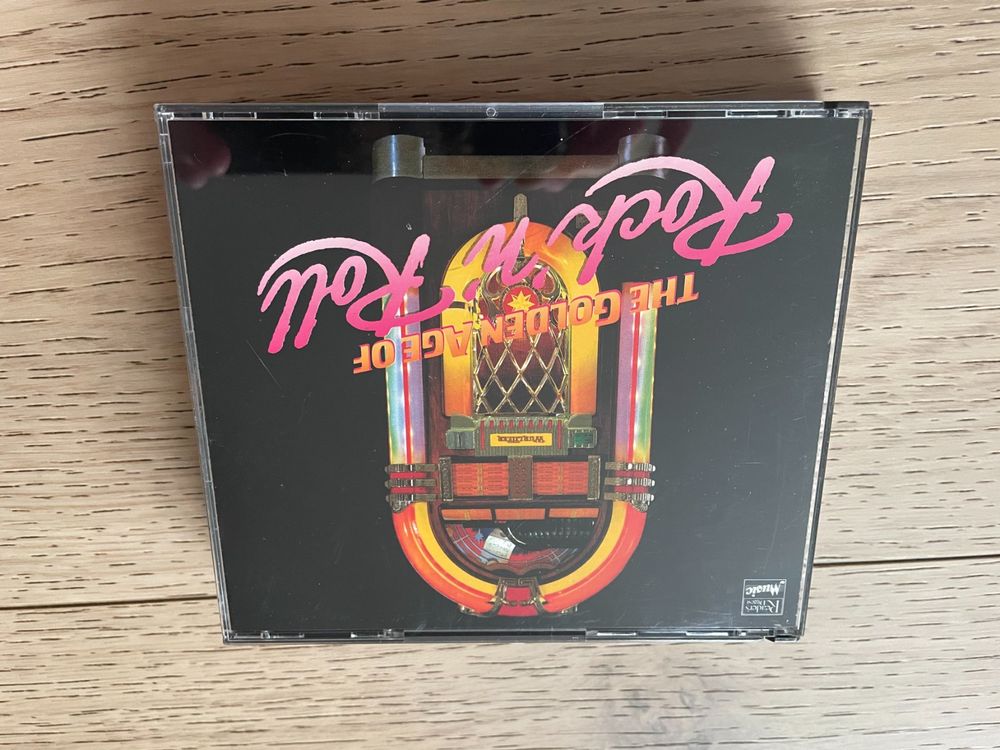 THE GOLDEN AGE OF
Rock 'n' Roll
WURLITZER
Reader's
Digest
Music